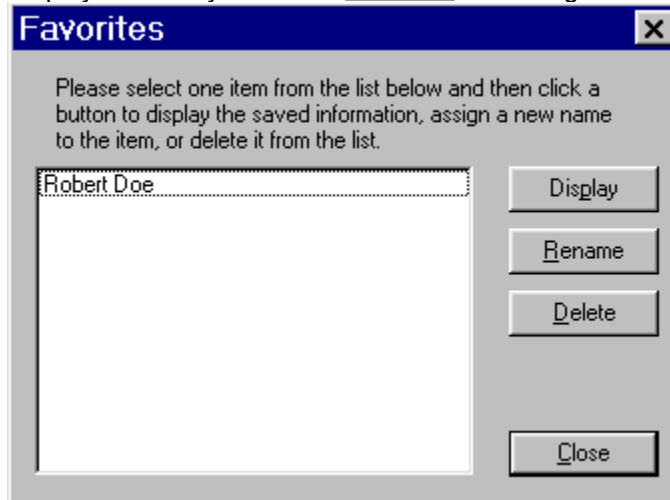 Favorites
Please select one item from the list below and then click a
button to display the saved information, assign a new name
to the item, or delete it from the list.
Robert Doe
Display
Rename
Delete
Close